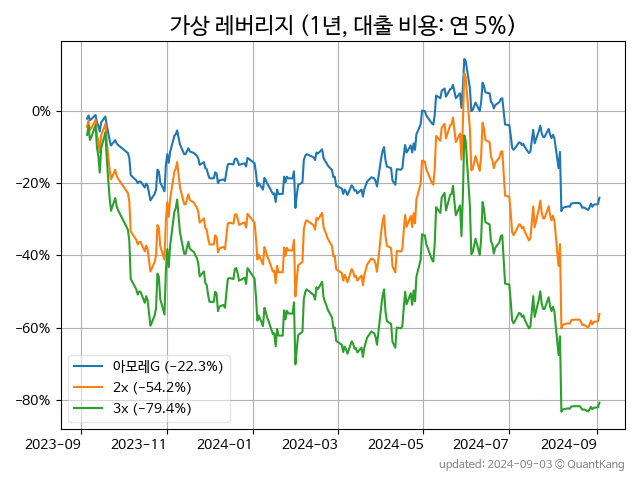 가상 레버리지 (1년, 대출 비용: 연 5%)
0%
−20%
−40%
−60%
−80%
아모레G (−22.3%)
2x (−54.2%)
3x (−79.4%)
2023-09 2023-11 2024-01 2024-03 2024-05 2024-07 2024-09
updated: 2024-09-03 © QuantKang